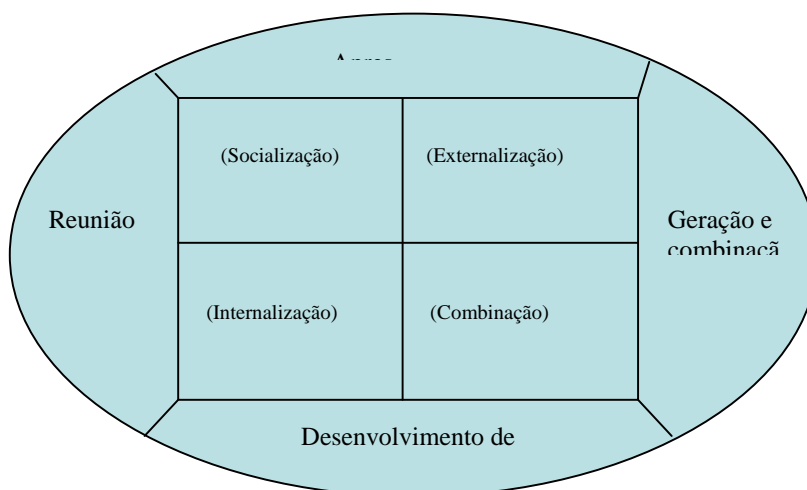 (Socialização) (Externalização)
Reunião
Geração e
(Internalização) (Combinação)
Desenvolvimento de